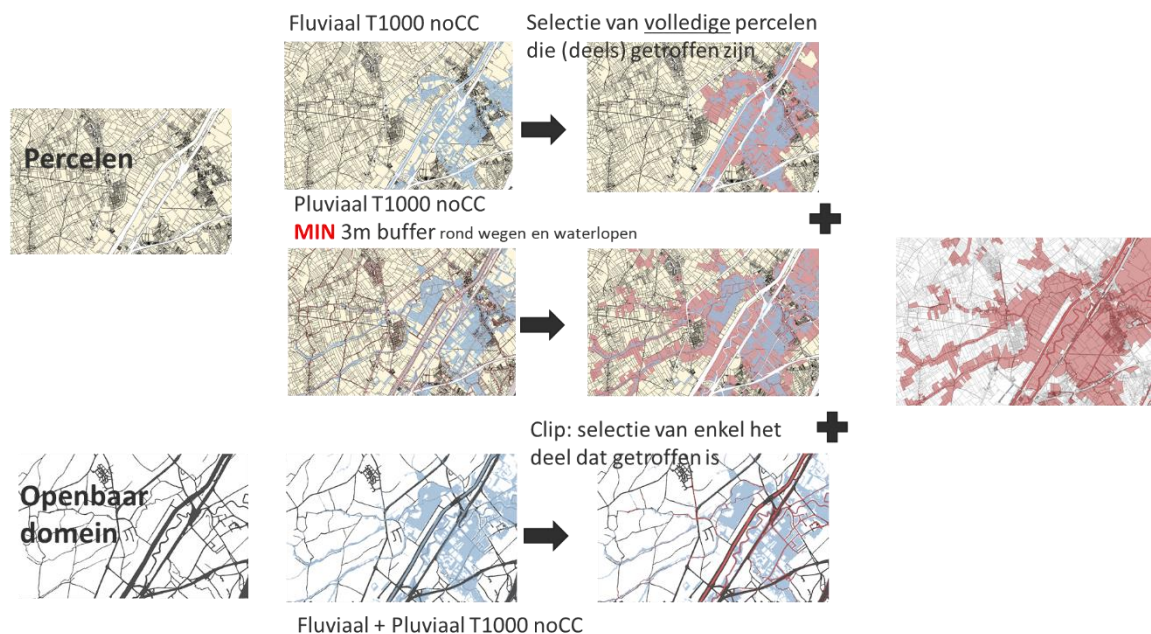 Fluviaal T1000 noCC
Selectie van volledige percelen
die (deels) getroffen zijn
Percelen
Pluviaal T1000 noCC
MIN 3m buffer rond wegen en waterlopen
Clip: selectie van enkel het
deel dat getroffen is
Openbaar
domein
Fluviaal + Pluviaal T1000 noCC